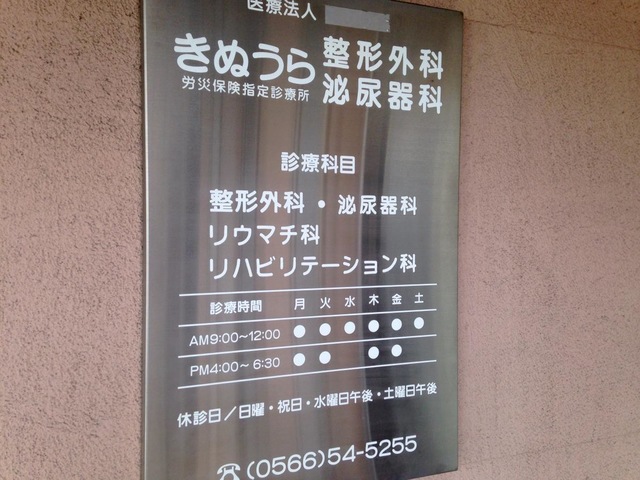 医療法人
きぬうら 整形外科
労災保険指定診療所 泌尿器科
診療科目
整形外科・泌尿器科
リウマチ科
リハビリテーション科
診療時間 月 火 水 木 金 土
AM9:00~12:00 ● ● ● ● ● ●
PM4:00~6:30 ● ● ● ●
休診日/日曜・祝日・水曜日午後・土曜日午後
☎(0566)54-5255